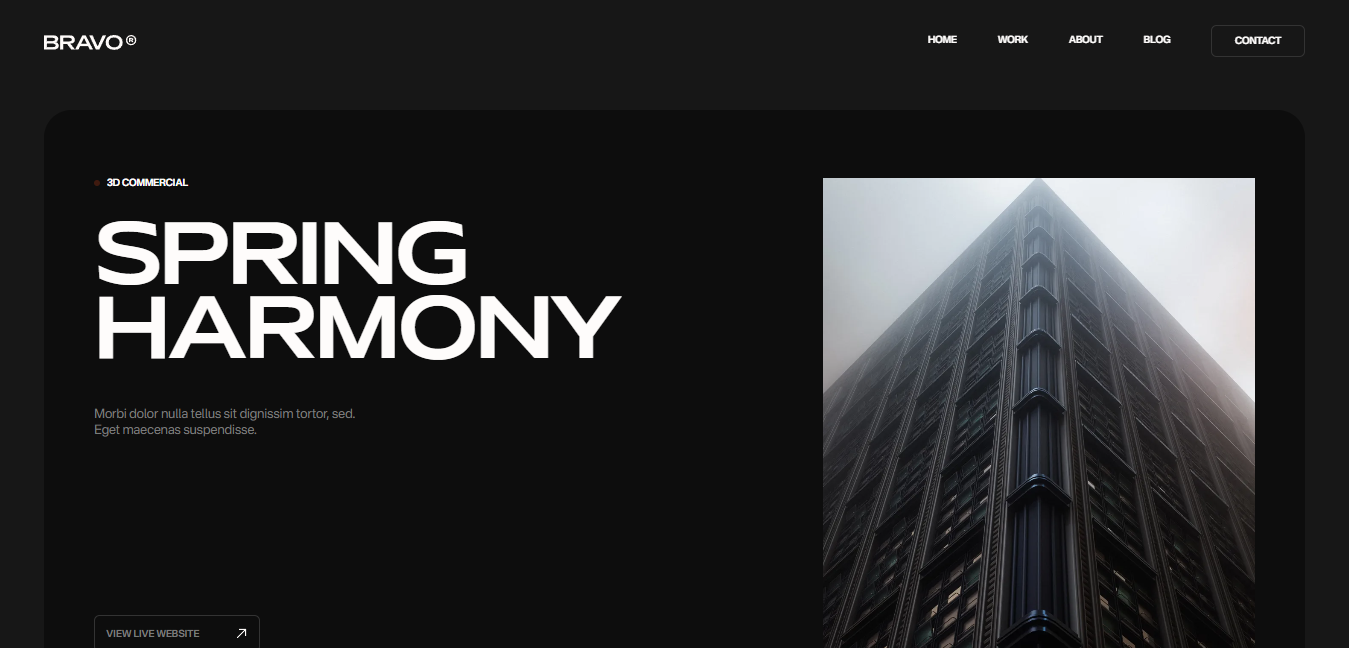 BRAVO ®
HOME
WORK
ABOUT
BLOG
CONTACT
3D COMMERCIAL
SPRING
HARMONY
Morbi dolor nulla tellus sit dignissim tortor, sed.
Eget maecenas suspendisse.
VIEW LIVE WEBSITE